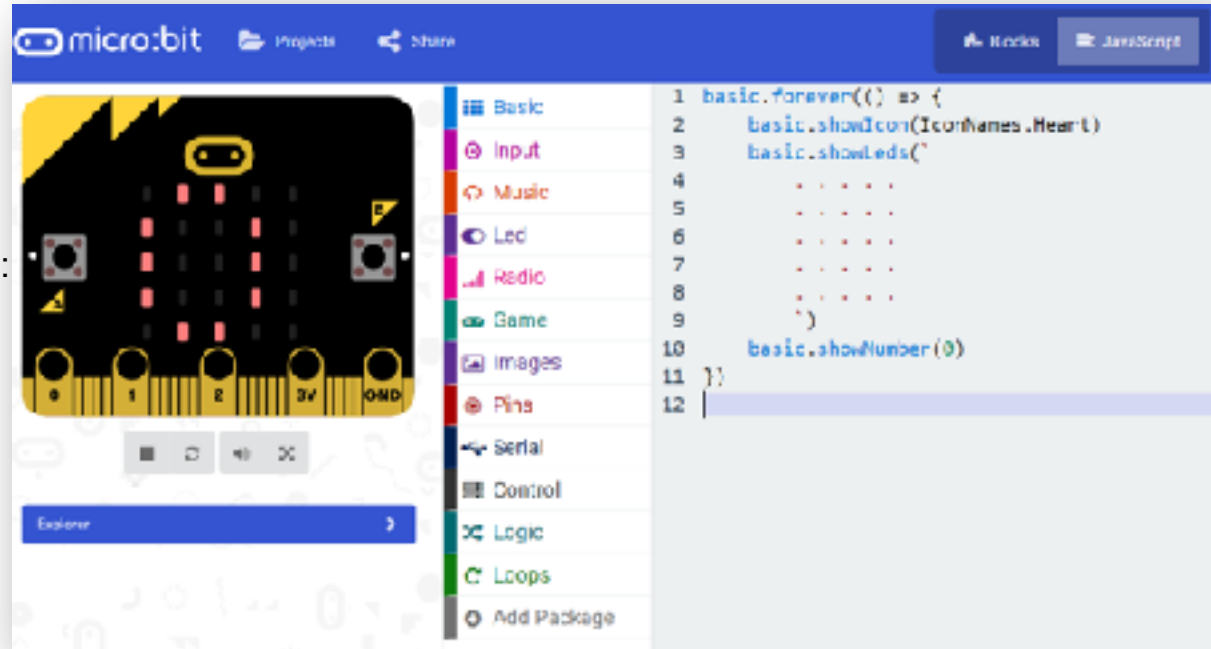 micro:bit Projects Share Blocks JavaScript
:
B
A
0 1 2 3V GND
Explorer
Basic
Input
Music
Led
Radio
Game
Images
Pins
Serial
Control
Logic
Loops
Add Package
1 basic.forever(() => {
2 basic.showIcon(IconNames.Heart)
3 basic.showLeds(`
4 . . . . .
5 . . . . .
6 . . . . .
7 . . . . .
8 . . . . .
9 `)
10 basic.showNumber(0)
11 })
12